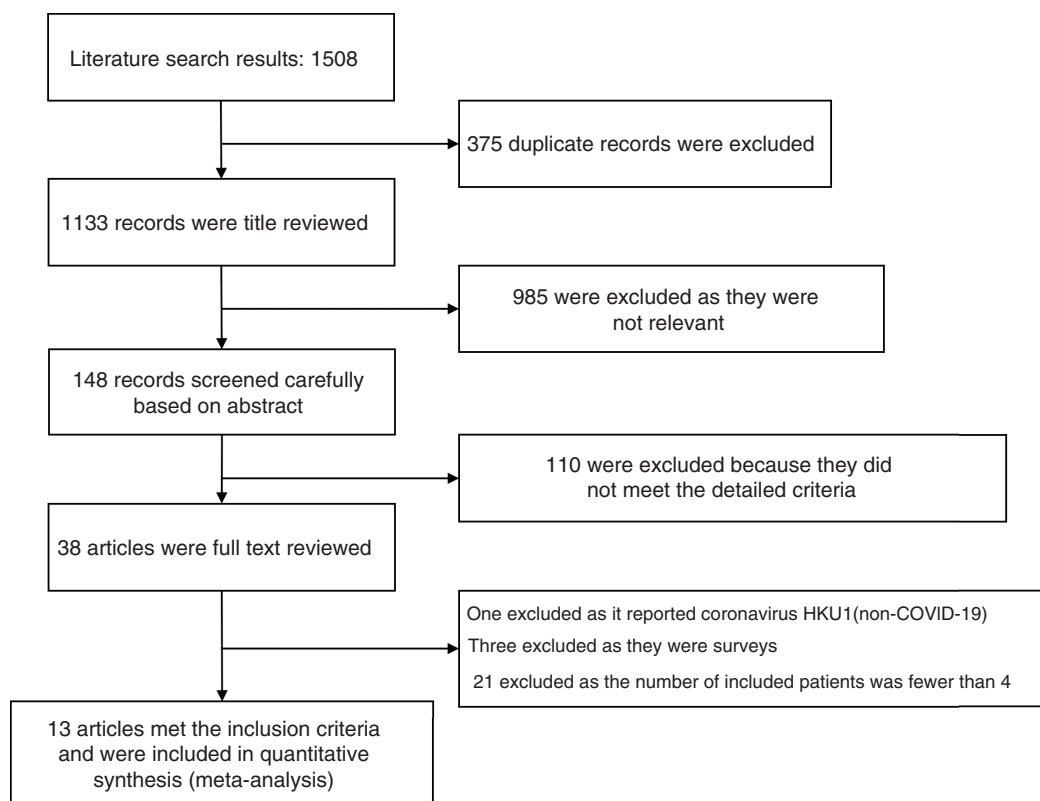 Literature search results: 1508
375 duplicate records were excluded
1133 records were title reviewed
985 were excluded as they were
not relevant
148 records screened carefully
based on abstract
110 were excluded because they did
not meet the detailed criteria
38 articles were full text reviewed
One excluded as it reported coronavirus HKU1(non-COVID-19)
Three excluded as they were surveys
21 excluded as the number of included patients was fewer than 4
13 articles met the inclusion criteria
and were included in quantitative
synthesis (meta-analysis)